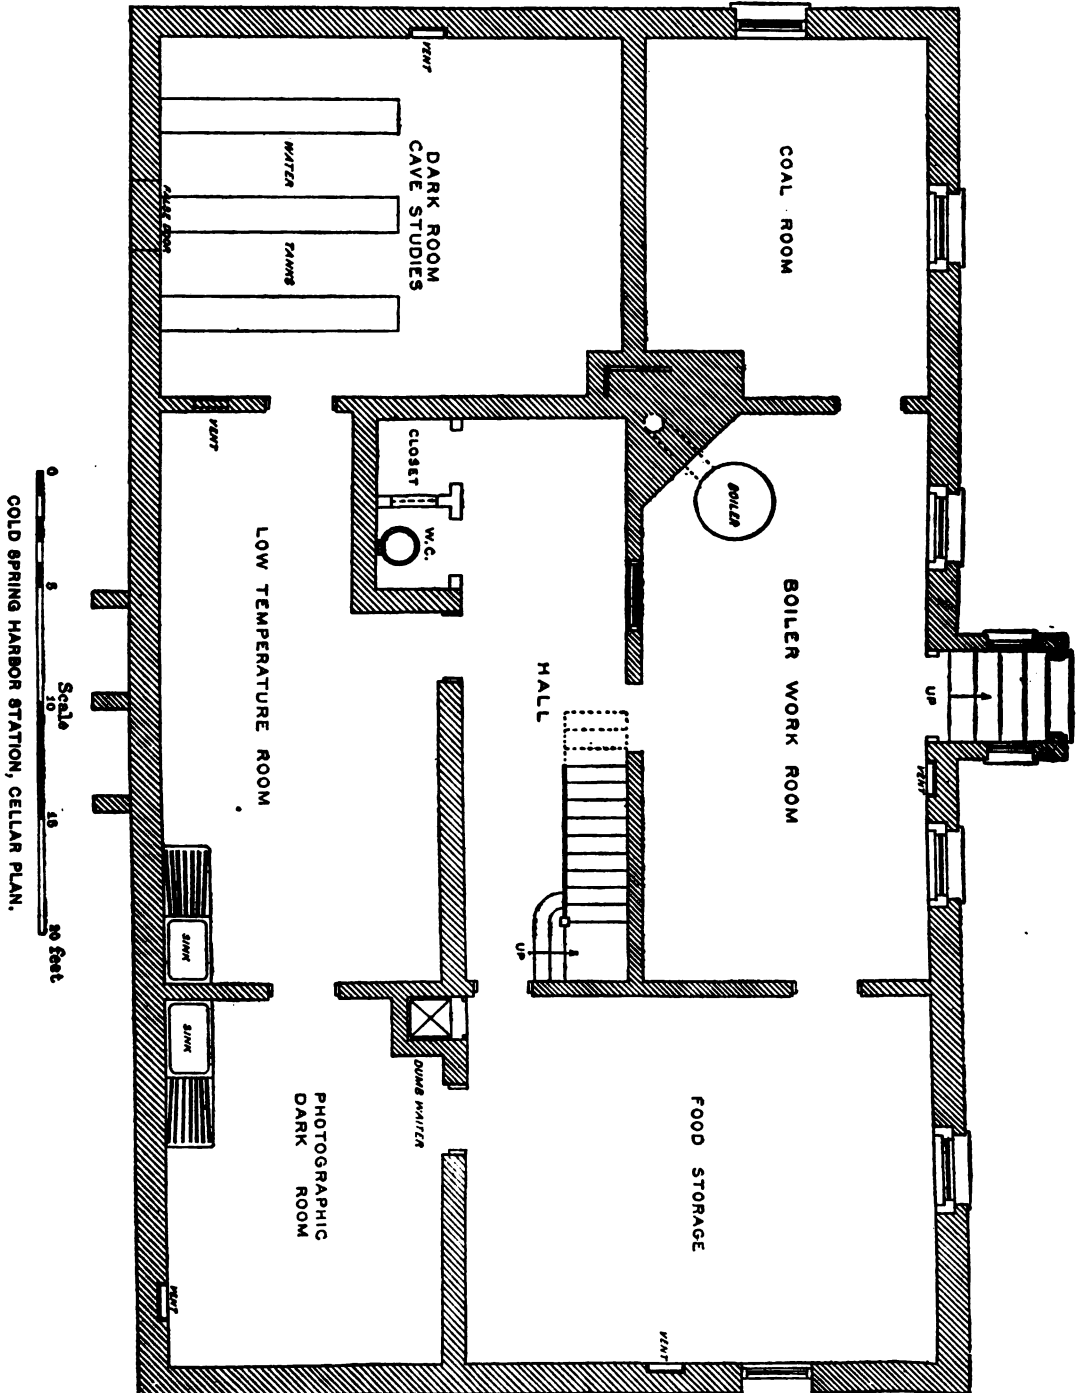 UP
VENT
COAL ROOM
BOILER WORK ROOM
BOILER
FOOD STORAGE
VENT
HALL
UP
VENT
DARK ROOM
CAVE STUDIES
CLOSET
W.C.
DUMB WAITER
PHOTOGRAPHIC
DARK ROOM
WATER TANKS
LOW TEMPERATURE ROOM
VENT
SINK
SINK
VENT
FALSE DOOR
Scale
0 5 10 15 20 feet
COLD SPRING HARBOR STATION, CELLAR PLAN.